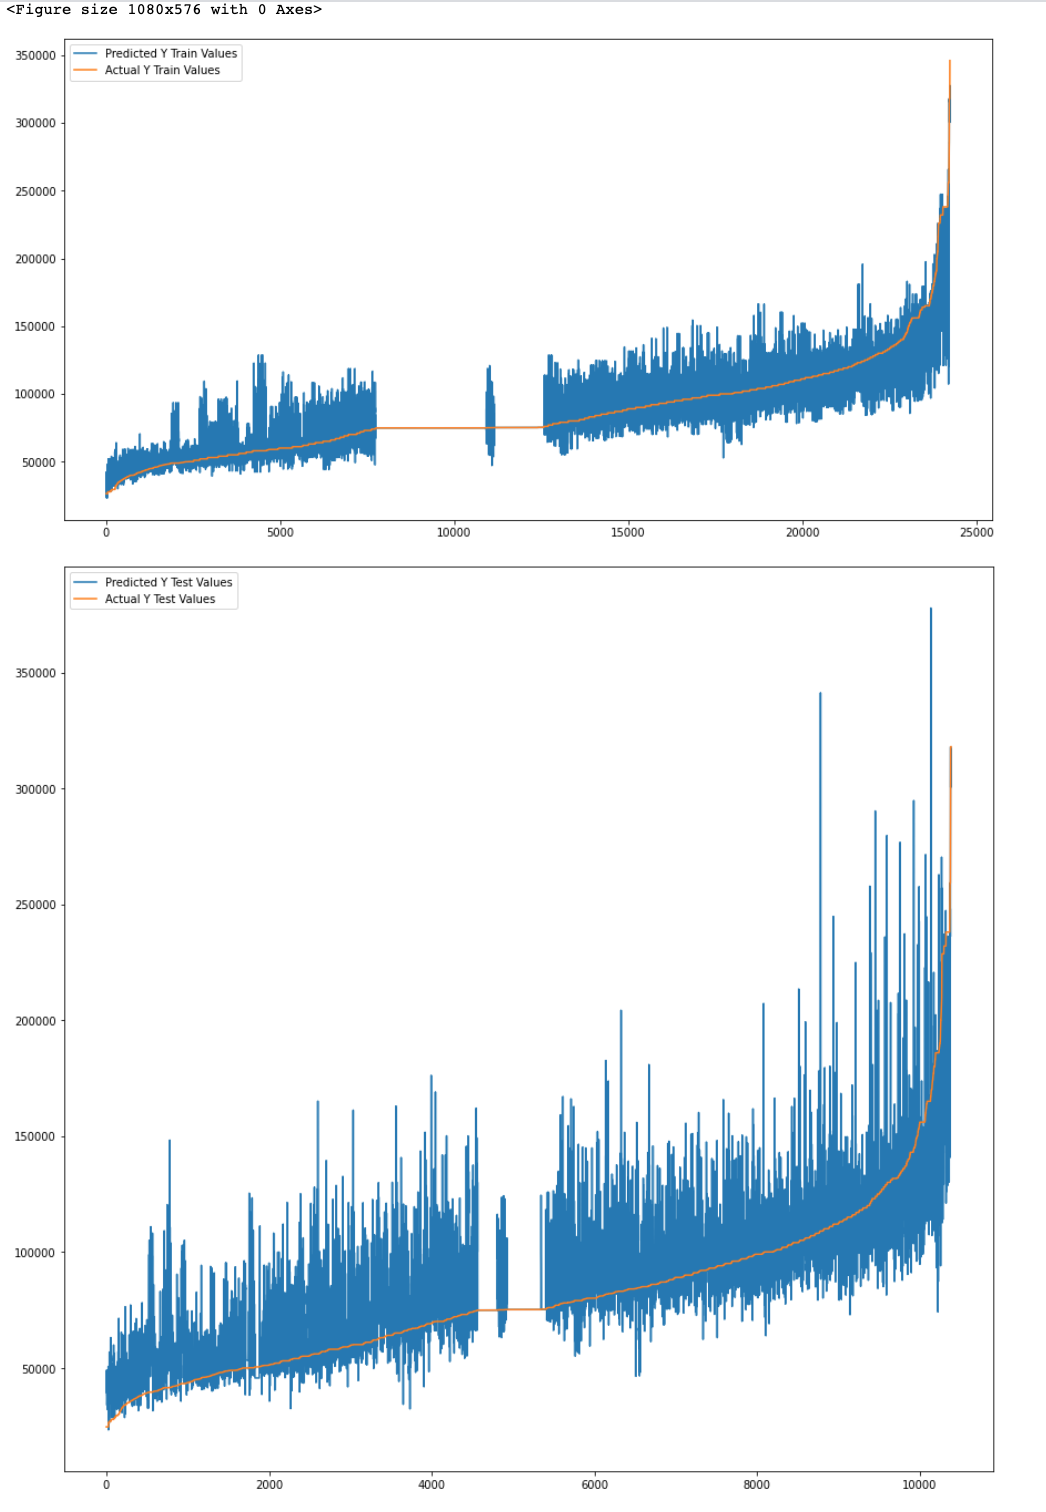 <Figure size 1080x576 with 0 Axes>
Predicted Y Train Values
Actual Y Train Values
350000
300000
250000
200000
150000
100000
50000
0 5000 10000 15000 20000 25000
Predicted Y Test Values
Actual Y Test Values
350000
300000
250000
200000
150000
100000
50000
0 2000 4000 6000 8000 10000